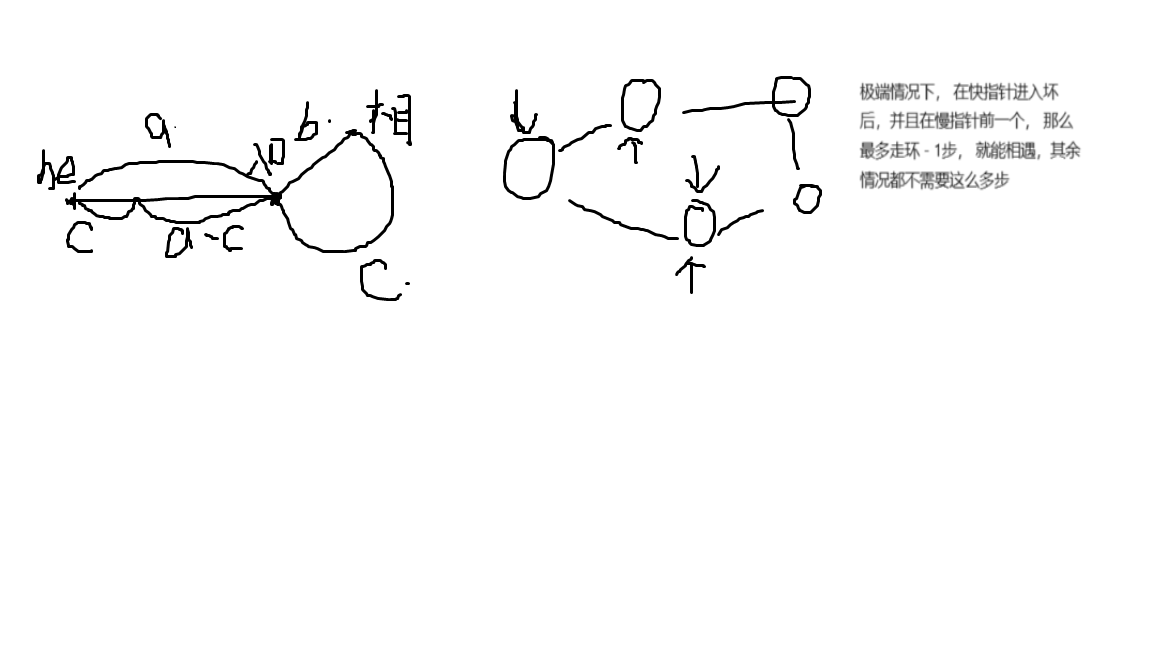 he
a
入口
b
相
c
a-c
c
极端情况下， 在快指针进入坏
后，并且在慢指针前一个， 那么
最多走环 - 1步， 就能相遇，其余
情况都不需要这么多步